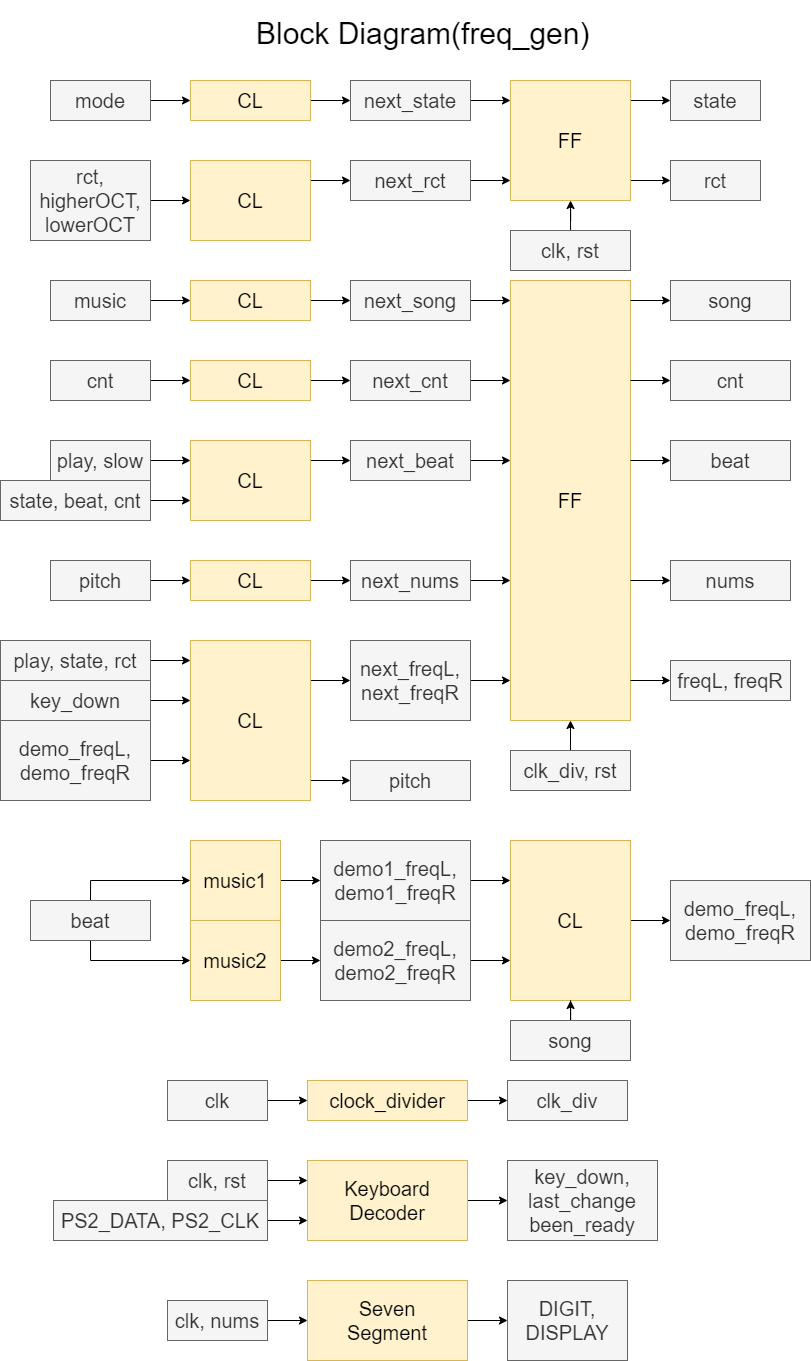 Block Diagram(freq_gen)
mode
CL
next_state
FF
state
rct,
higherOCT,
lowerOCT
CL
next_rct
rct
clk, rst
music
CL
next_song
FF
song
cnt
CL
next_cnt
cnt
play, slow
state, beat, cnt
CL
next_beat
beat
pitch
CL
next_nums
nums
play, state, rct
key_down
demo_freqL,
demo_freqR
CL
next_freqL,
next_freqR
freqL, freqR
pitch
clk_div, rst
beat
music1
music2
demo1_freqL,
demo1_freqR
demo2_freqL,
demo2_freqR
CL
demo_freqL,
demo_freqR
song
clk
clock_divider
clk_div
clk, rst
PS2_DATA, PS2_CLK
Keyboard
Decoder
key_down,
last_change
been_ready
clk, nums
Seven
Segment
DIGIT,
DISPLAY